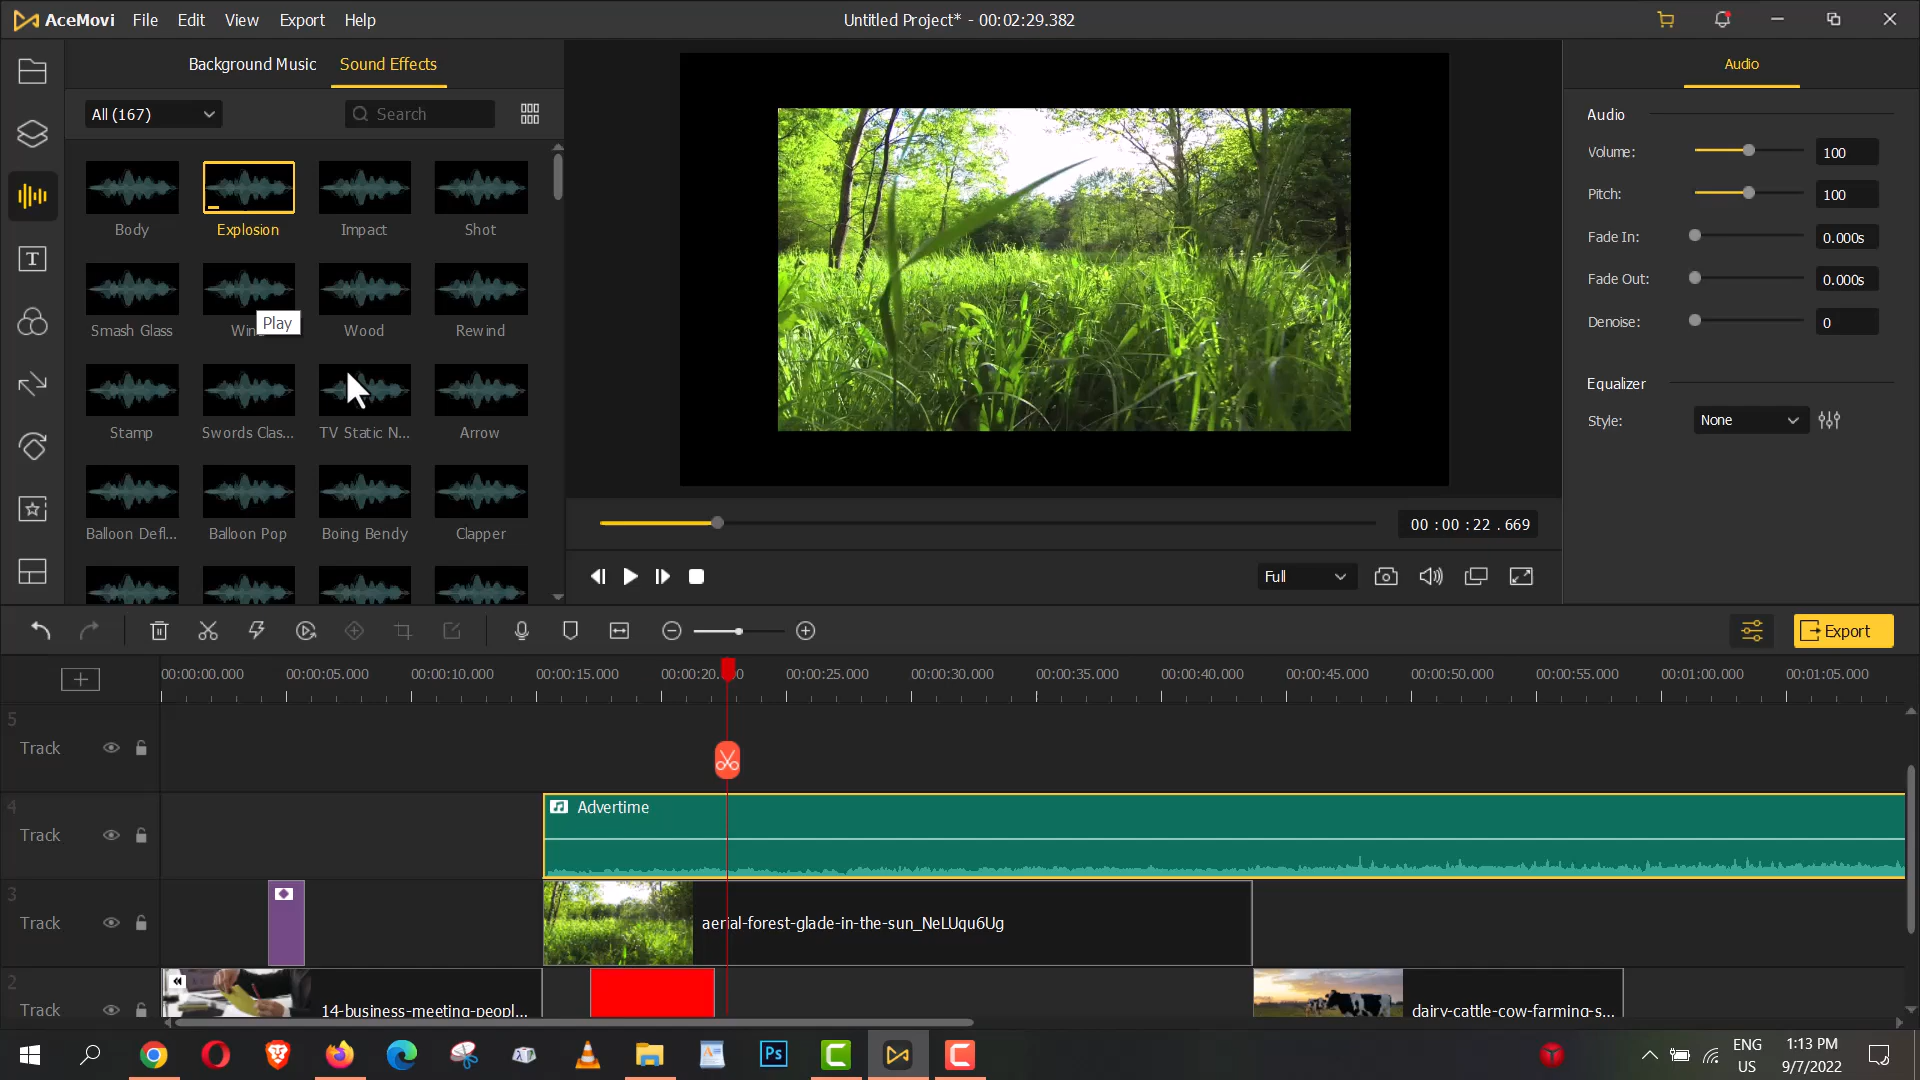 AceMovi File Edit View Export Help
Untitled Project* - 00:02:29.382
Background Music Sound Effects
All (167) Search
Body Explosion Impact Shot
Smash Glass Play Wood Rewind
Stamp Swords Clas... TV Static N... Arrow
Balloon Defl... Balloon Pop Boing Bendy Clapper
00 : 00 : 22 . 669
Full
Audio
Audio
Volume: 100
Pitch: 100
Fade In: 0.000s
Fade Out: 0.000s
Denoise: 0
Equalizer
Style: None
Export
00:00:00.000 00:00:05.000 00:00:10.000 00:00:15.000 00:00:20. 00:00:25.000 00:00:30.000 00:00:35.000 00:00:40.000 00:00:45.000 00:00:50.000 00:00:55.000 00:01:00.000 00:01:05.000
5
Track
4
Track
Advertime
3
Track
aerial-forest-glade-in-the-sun_NeLUqu6Ug
2
Track
14-business-meeting-peopl...
dairy-cattle-cow-farming-s...
Ps
ENG
US
1:13 PM
9/7/2022